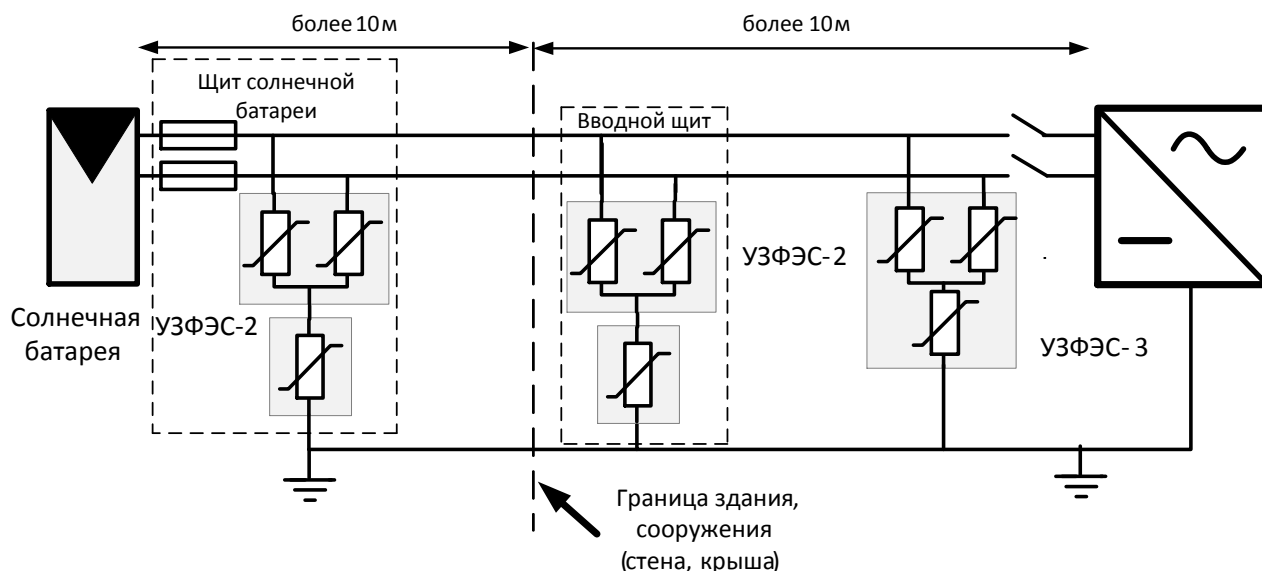 более 10м
более 10м
Щит солнечной
батареи
Вводной щит
УЗФЭС-2
Солнечная
батарея
УЗФЭС-2
УЗФЭС-3
Граница здания,
сооружения
(стена, крыша)